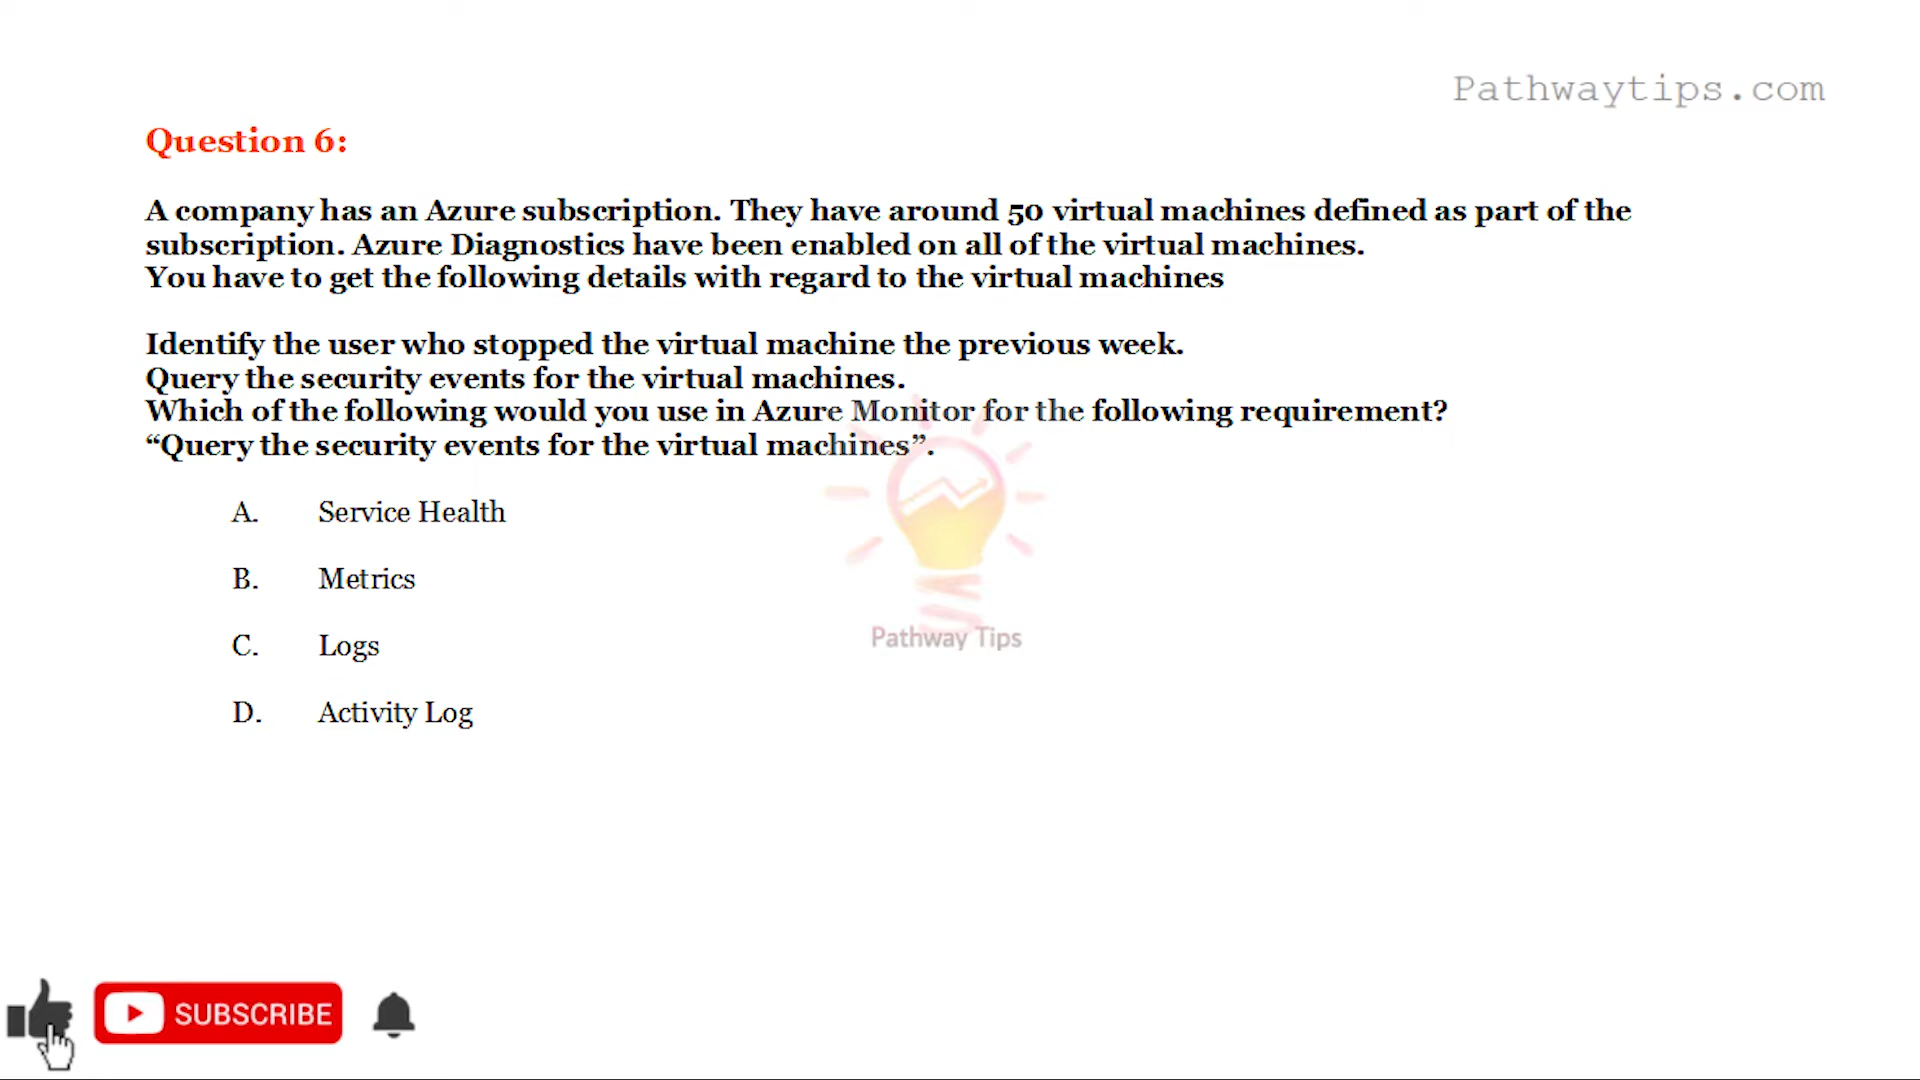 Pathwaytips.com
Question 6:
A company has an Azure subscription. They have around 50 virtual machines defined as part of the
subscription. Azure Diagnostics have been enabled on all of the virtual machines.
You have to get the following details with regard to the virtual machines
Identify the user who stopped the virtual machine the previous week.
Query the security events for the virtual machines.
Which of the following would you use in Azure Monitor for the following requirement?
“Query the security events for the virtual machines”.
A. Service Health
B. Metrics
C. Logs
Pathway Tips
D. Activity Log
SUBSCRIBE